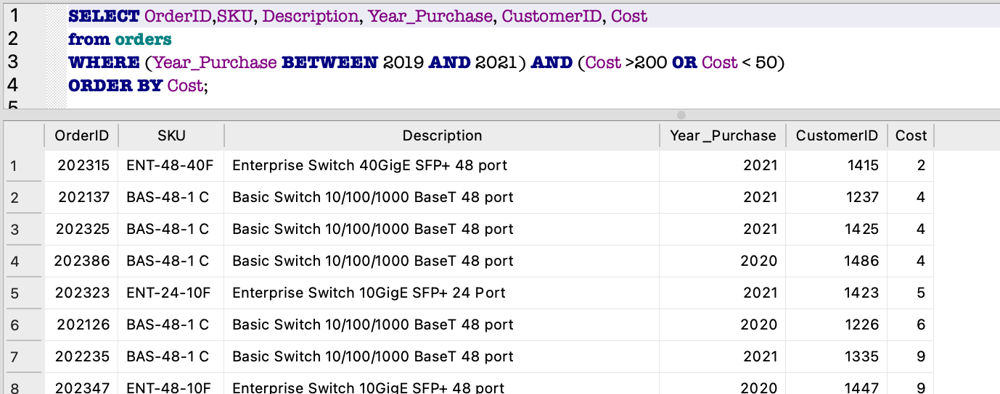 1 SELECT OrderID,SKU, Description, Year_Purchase, CustomerID, Cost
2 from orders
3 WHERE (Year_Purchase BETWEEN 2019 AND 2021) AND (Cost >200 OR Cost < 50)
4 ORDER BY Cost;
5
OrderID SKU Description Year_Purchase CustomerID Cost
1 202315 ENT-48-40F Enterprise Switch 40GigE SFP+ 48 port 2021 1415 2
2 202137 BAS-48-1 C Basic Switch 10/100/1000 BaseT 48 port 2021 1237 4
3 202325 BAS-48-1 C Basic Switch 10/100/1000 BaseT 48 port 2021 1425 4
4 202386 BAS-48-1 C Basic Switch 10/100/1000 BaseT 48 port 2020 1486 4
5 202323 ENT-24-10F Enterprise Switch 10GigE SFP+ 24 Port 2021 1423 5
6 202126 BAS-48-1 C Basic Switch 10/100/1000 BaseT 48 port 2020 1226 6
7 202235 BAS-48-1 C Basic Switch 10/100/1000 BaseT 48 port 2021 1335 9
8 202347 ENT-48-10F Enterprise Switch 10GigE SFP+ 48 port 2020 1447 9